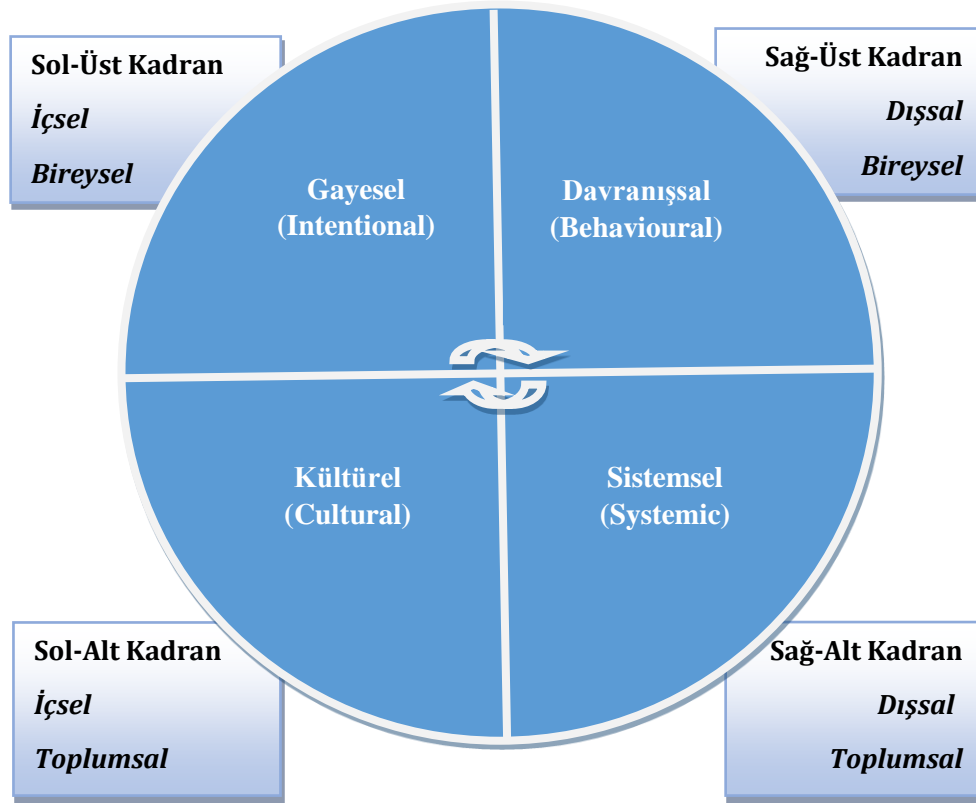 Sol-Üst Kadran
İçsel
Bireysel
Sağ-Üst Kadran
Dışsal
Bireysel
Gayesel
(Intentional)
Davranışsal
(Behavioural)
Kültürel
(Cultural)
Sistemsel
(Systemic)
Sol-Alt Kadran
İçsel
Toplumsal
Sağ-Alt Kadran
Dışsal
Toplumsal